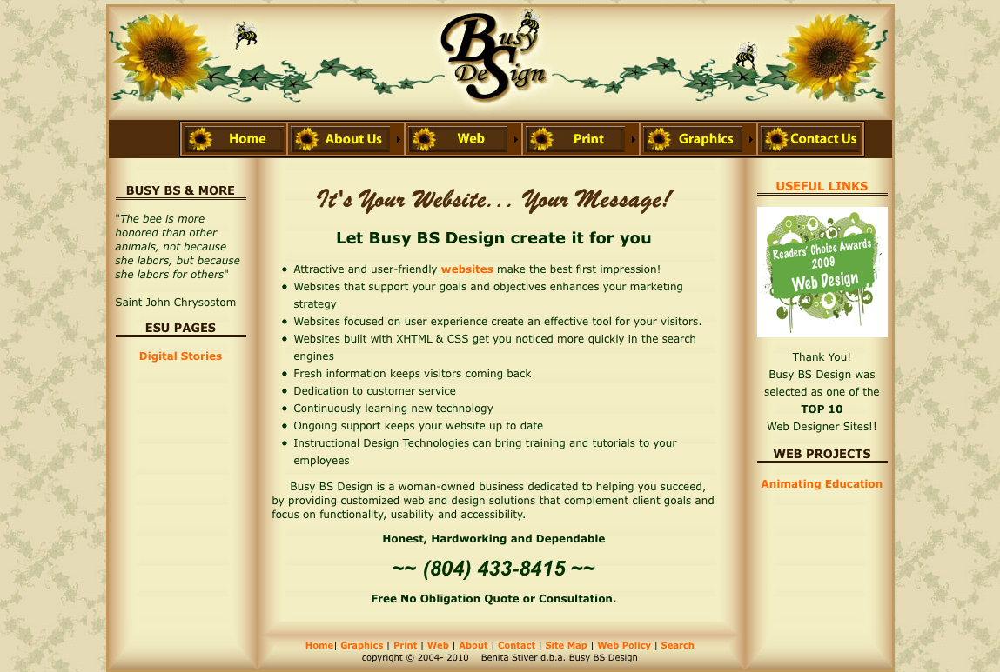 Busy
DeSign
Home
About Us
Web
Print
Graphics
Contact Us
BUSY BS & MORE
"The bee is more
honored than other
animals, not because
she labors, but because
she labors for others"
Saint John Chrysostom
ESU PAGES
Digital Stories
It's Your Website... Your Message!
Let Busy BS Design create it for you
Attractive and user-friendly websites make the best first impression!
Websites that support your goals and objectives enhances your marketing
strategy
Websites focused on user experience create an effective tool for your visitors.
Websites built with XHTML & CSS get you noticed more quickly in the search
engines
Fresh information keeps visitors coming back
Dedication to customer service
Continuously learning new technology
Ongoing support keeps your website up to date
Instructional Design Technologies can bring training and tutorials to your
employees
Busy BS Design is a woman-owned business dedicated to helping you succeed,
by providing customized web and design solutions that complement client goals and
focus on functionality, usability and accessibility.
Honest, Hardworking and Dependable
~~ (804) 433-8415 ~~
Free No Obligation Quote or Consultation.
USEFUL LINKS
Readers' Choice Awards
2009
Web Design
Thank You!
Busy BS Design was
selected as one of the
TOP 10
Web Designer Sites!!
WEB PROJECTS
Animating Education
Home| Graphics | Print | Web | About | Contact | Site Map | Web Policy | Search
copyright © 2004- 2010 Benita Stiver d.b.a. Busy BS Design